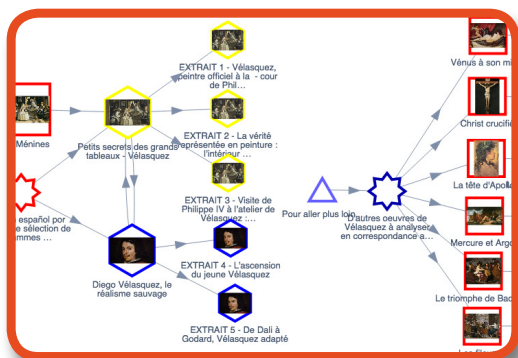 EXTRAIT 1 - Vélasquez,
peintre officiel à la - cour
de Phil...
Ménines
Petits secrets des grands
tableaux - Vélasquez
EXTRAIT 2 - La vérité
représentée en peinture :
l'intérieur ...
español por
e sélection de
mmes ...
EXTRAIT 3 - Visite de
Philippe IV à l'atelier de
Vélasquez :...
Diego Vélasquez, le
réalisme sauvage
EXTRAIT 4 - L'ascension
du jeune Vélasquez
EXTRAIT 5 - De Dali à
Godard, Vélasquez adapté
Pour aller plus loin
D'autres oeuvres de
Vélasquez à analyser
en correspondance a...
Vénus à son mi
Christ crucifié
La tête d'Apoll
Mercure et Argo
Le triomphe de Bac